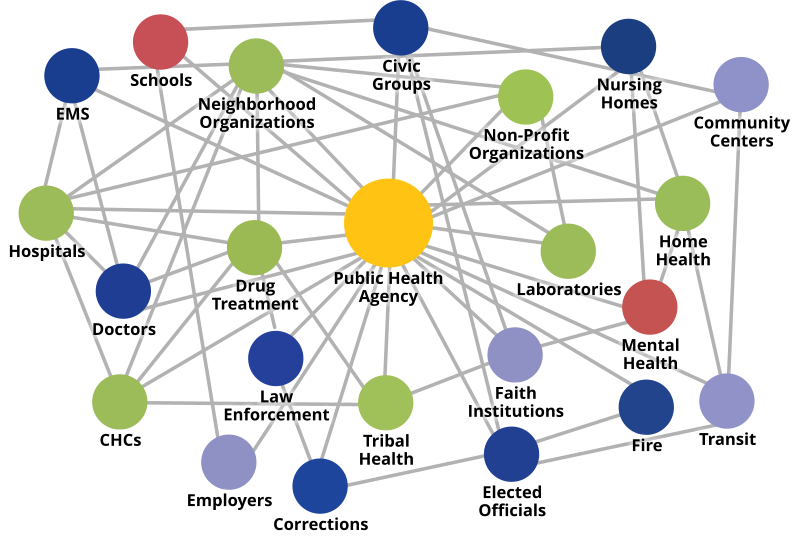 Civic
Groups
Schools
Nursing
Homes
EMS
Neighborhood
Organizations
Community
Centers
Non-Profit
Organizations
Hospitals
Home
Health
Public Health
Agency
Drug
Treatment
Laboratories
Doctors
Mental
Health
Law
Enforcement
Faith
Institutions
CHCs
Tribal
Health
Fire
Transit
Employers
Elected
Officials
Corrections